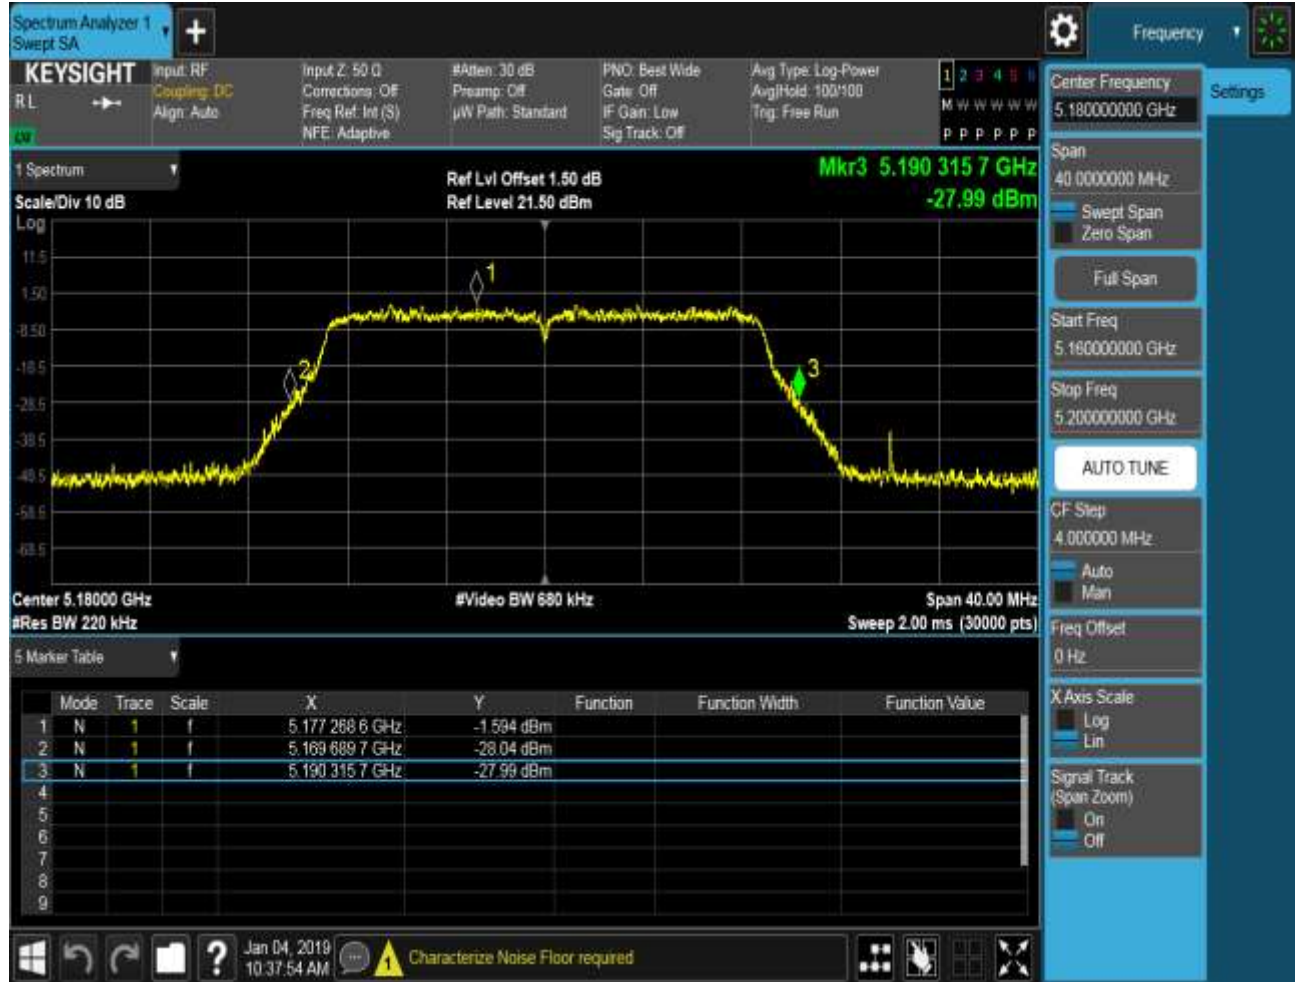 Spectrum Analyzer 1
Swept SA
+
Frequency
KEYSIGHT
RL
Input: RF
Coupling: DC
Align: Auto
Input Z: 50 Ω
Corrections: Off
Freq Ref: Int (S)
NFE: Adaptive
#Atten: 30 dB
Preamp: Off
µW Path: Standard
PNO: Best Wide
Gate: Off
IF Gain: Low
Sig Track: Off
Avg Type: Log-Power
Avg|Hold: 100/100
Trig: Free Run
1 2 3 4 5 6
M W W W W W
P P P P P P
1 Spectrum
Scale/Div 10 dB
Log
Ref Lvl Offset 1.50 dB
Ref Level 21.50 dBm
Mkr3 5.190 315 7 GHz
-27.99 dBm
11.5
1.50
-8.50
-18.5
-28.5
-38.5
-48.5
-58.5
-68.5
1
2
3
Center 5.18000 GHz
#Video BW 680 kHz
Span 40.00 MHz
#Res BW 220 kHz
Sweep 2.00 ms (30000 pts)
5 Marker Table
Mode Trace Scale X Y Function Function Width Function Value
1 N 1 f 5.177 268 6 GHz -1.594 dBm
2 N 1 f 5.169 689 7 GHz -28.04 dBm
3 N 1 f 5.190 315 7 GHz -27.99 dBm
4
5
6
7
8
9
?
Jan 04, 2019
10:37:54 AM
1
Characterize Noise Floor required
Settings
Center Frequency
5.180000000 GHz
Span
40.0000000 MHz
Swept Span
Zero Span
Full Span
Start Freq
5.160000000 GHz
Stop Freq
5.200000000 GHz
AUTO TUNE
CF Step
4.000000 MHz
Auto
Man
Freq Offset
0 Hz
X Axis Scale
Log
Lin
Signal Track
(Span Zoom)
On
Off